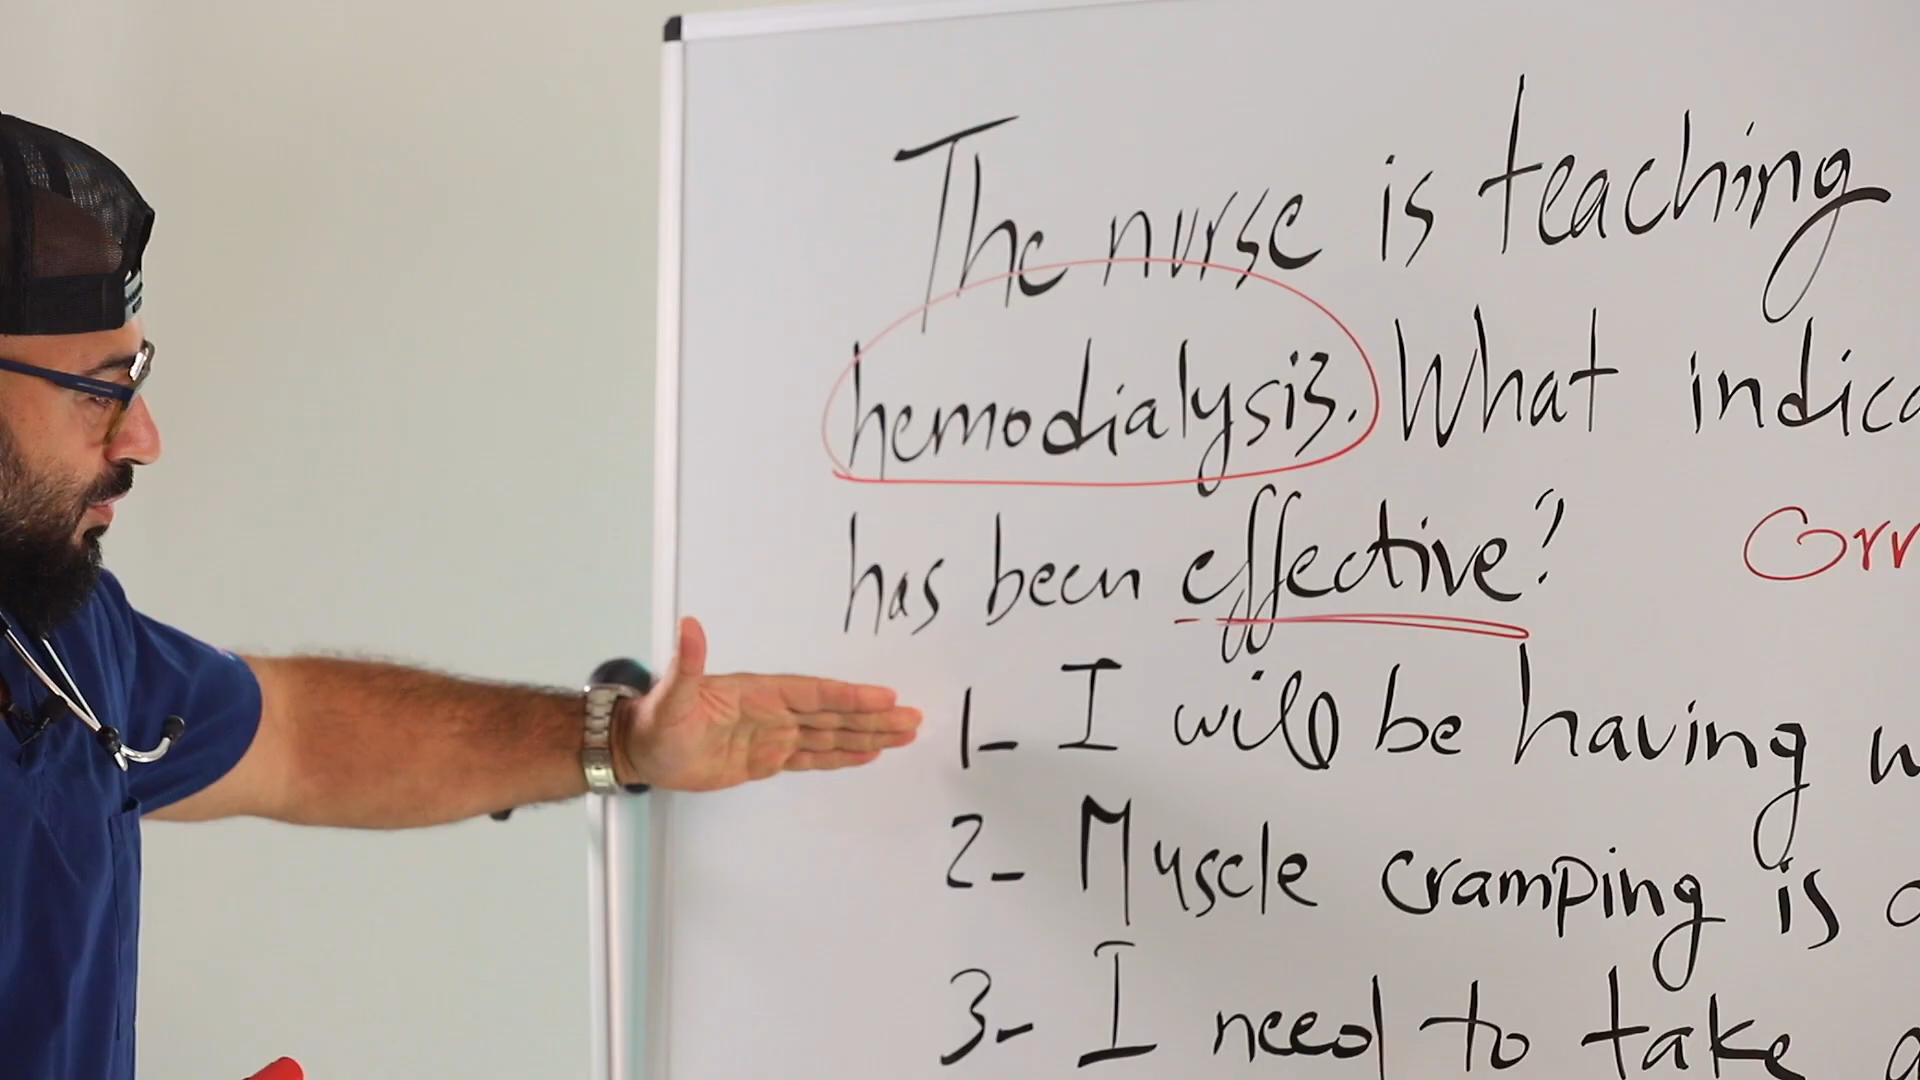 The nurse is teaching
hemodialysis. What indica
has been effective? Corr
1- I will be having w
2- Muscle cramping is a
3- I need to take a